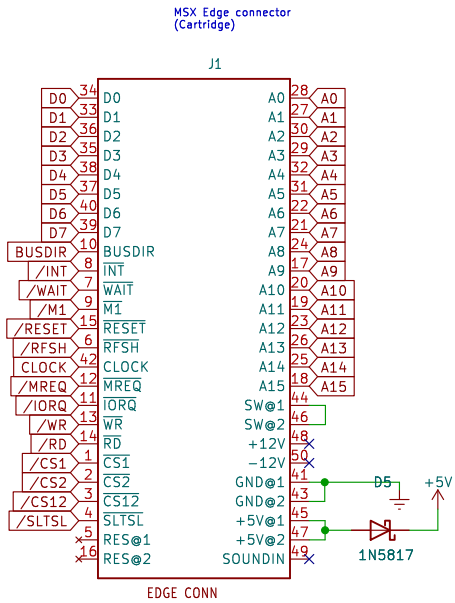 MSX Edge connector
(Cartridge)
J1
D0 34 D0 A0 28 A0
D1 33 D1 A1 27 A1
D2 36 D2 A2 30 A2
D3 35 D3 A3 29 A3
D4 38 D4 A4 32 A4
D5 37 D5 A5 31 A5
D6 40 D6 A6 22 A6
D7 39 D7 A7 21 A7
BUSDIR 10 BUSDIR A8 24 A8
/INT 8 INT A9 17 A9
/WAIT 7 WAIT A10 20 A10
/M1 9 M1 A11 19 A11
/RESET 15 RESET A12 23 A12
/RFSH 6 RFSH A13 26 A13
CLOCK 42 CLOCK A14 25 A14
/MREQ 12 MREQ A15 18 A15
/IORQ 11 IORQ SW@1 44
/WR 13 WR SW@2 46
/RD 14 RD +12V 48
/CS1 1 CS1 -12V 50
/CS2 2 CS2 GND@1 41 D5 +5V
/CS12 3 CS12 GND@2 43
/SLTSL 4 SLTSL +5V@1 45
5 RES@1 +5V@2 47
16 RES@2 SOUNDIN 49 1N5817
EDGE CONN